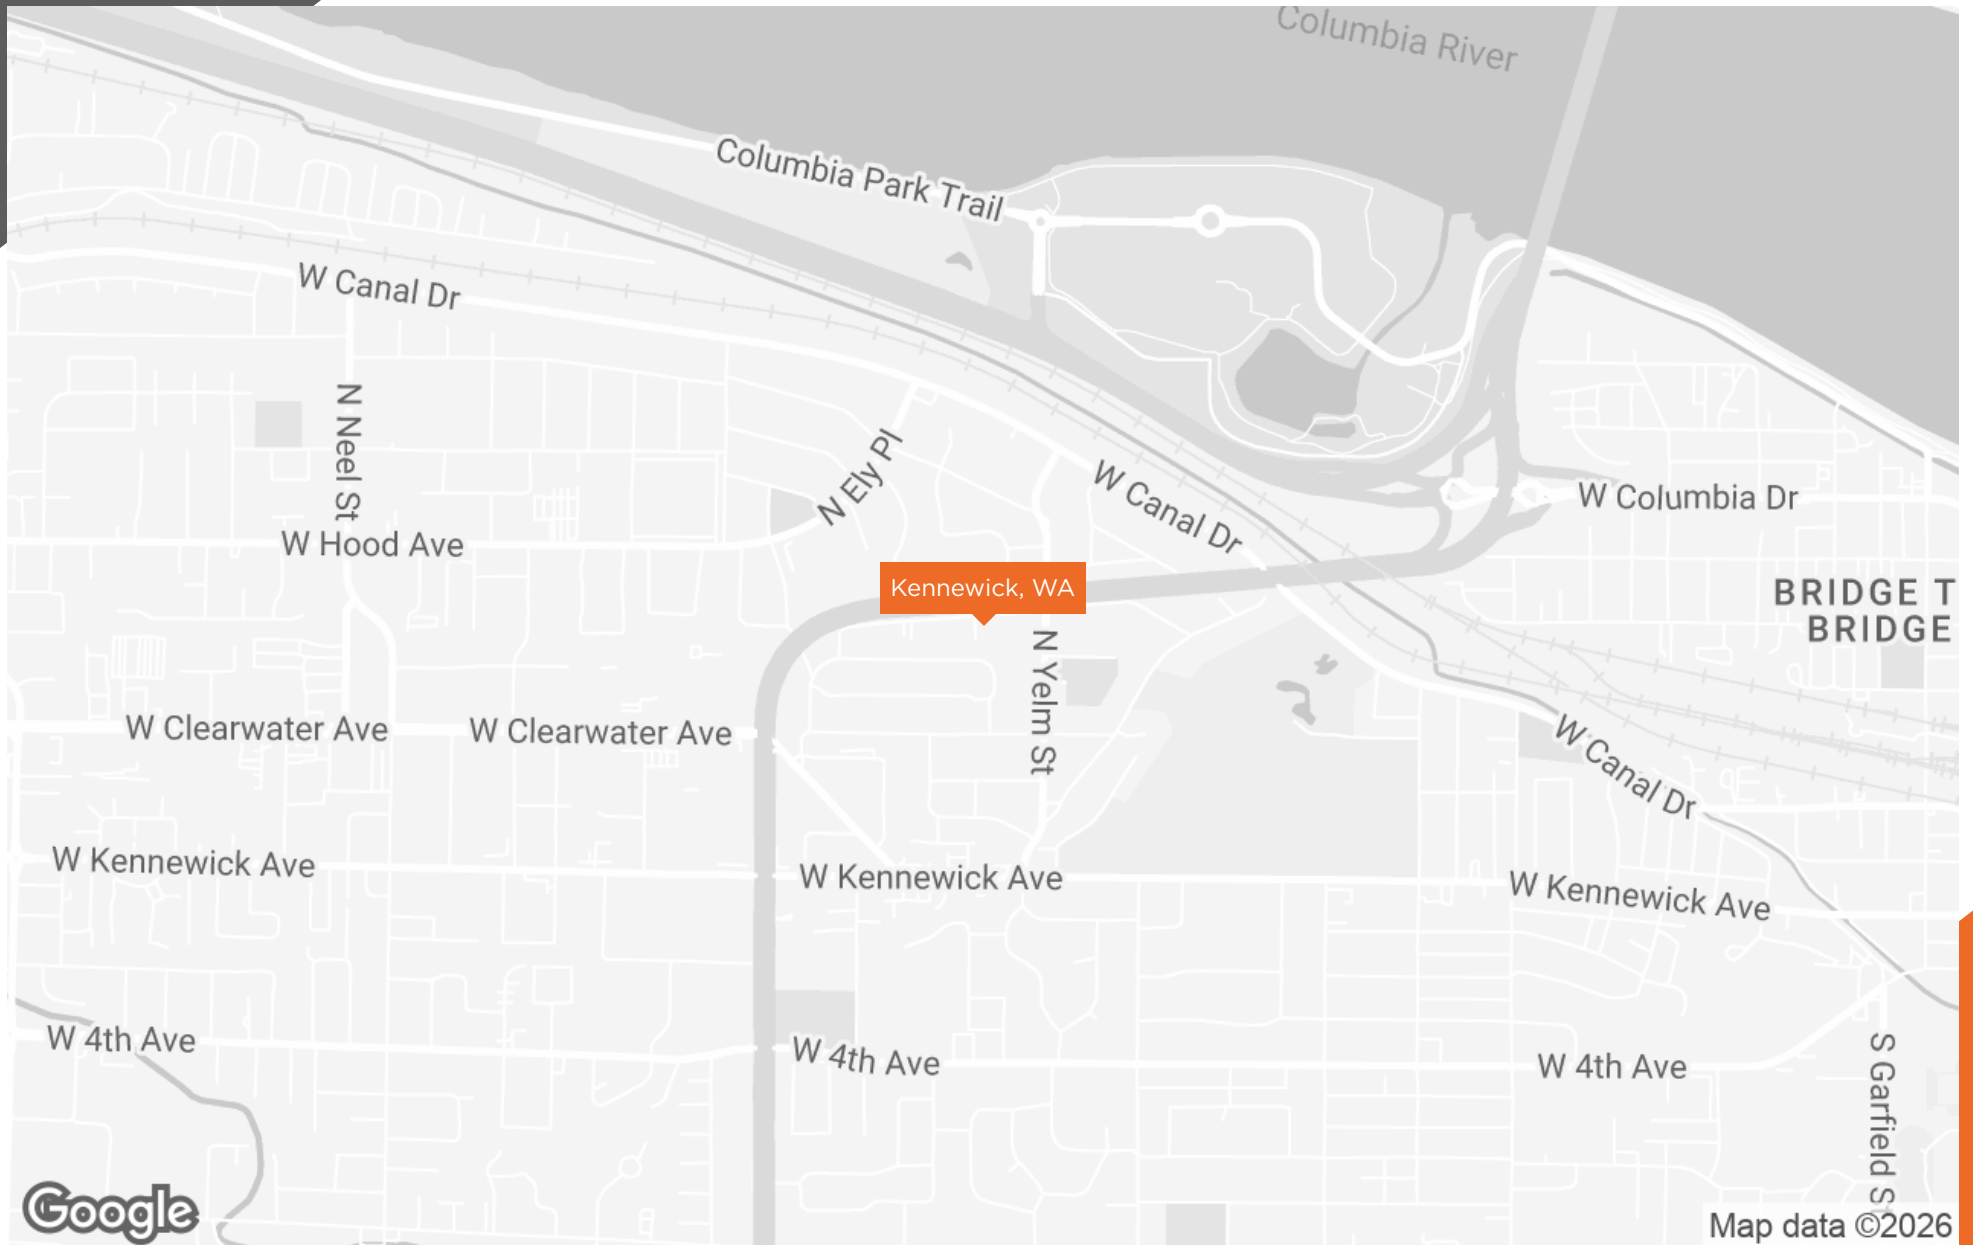 Columbia River
Columbia Park Trail
W Canal Dr
N Neel St
N Ely Pl
W Canal Dr
W Columbia Dr
W Hood Ave
Kennewick, WA
BRIDGE T
BRIDGE
N Yelm St
W Clearwater Ave
W Clearwater Ave
W Canal Dr
W Kennewick Ave
W Kennewick Ave
W Kennewick Ave
W 4th Ave
W 4th Ave
W 4th Ave
S Garfield St
Google
Map data ©2026